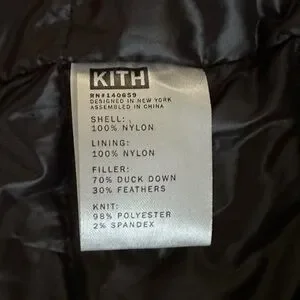 KITH
RN#140659
DESIGNED IN NEW YORK
ASSEMBLED IN CHINA
SHELL:
100% NYLON
LINING:
100% NYLON
FILLER:
70% DUCK DOWN
30% FEATHERS
KNIT:
98% POLYESTER
2% SPANDEX